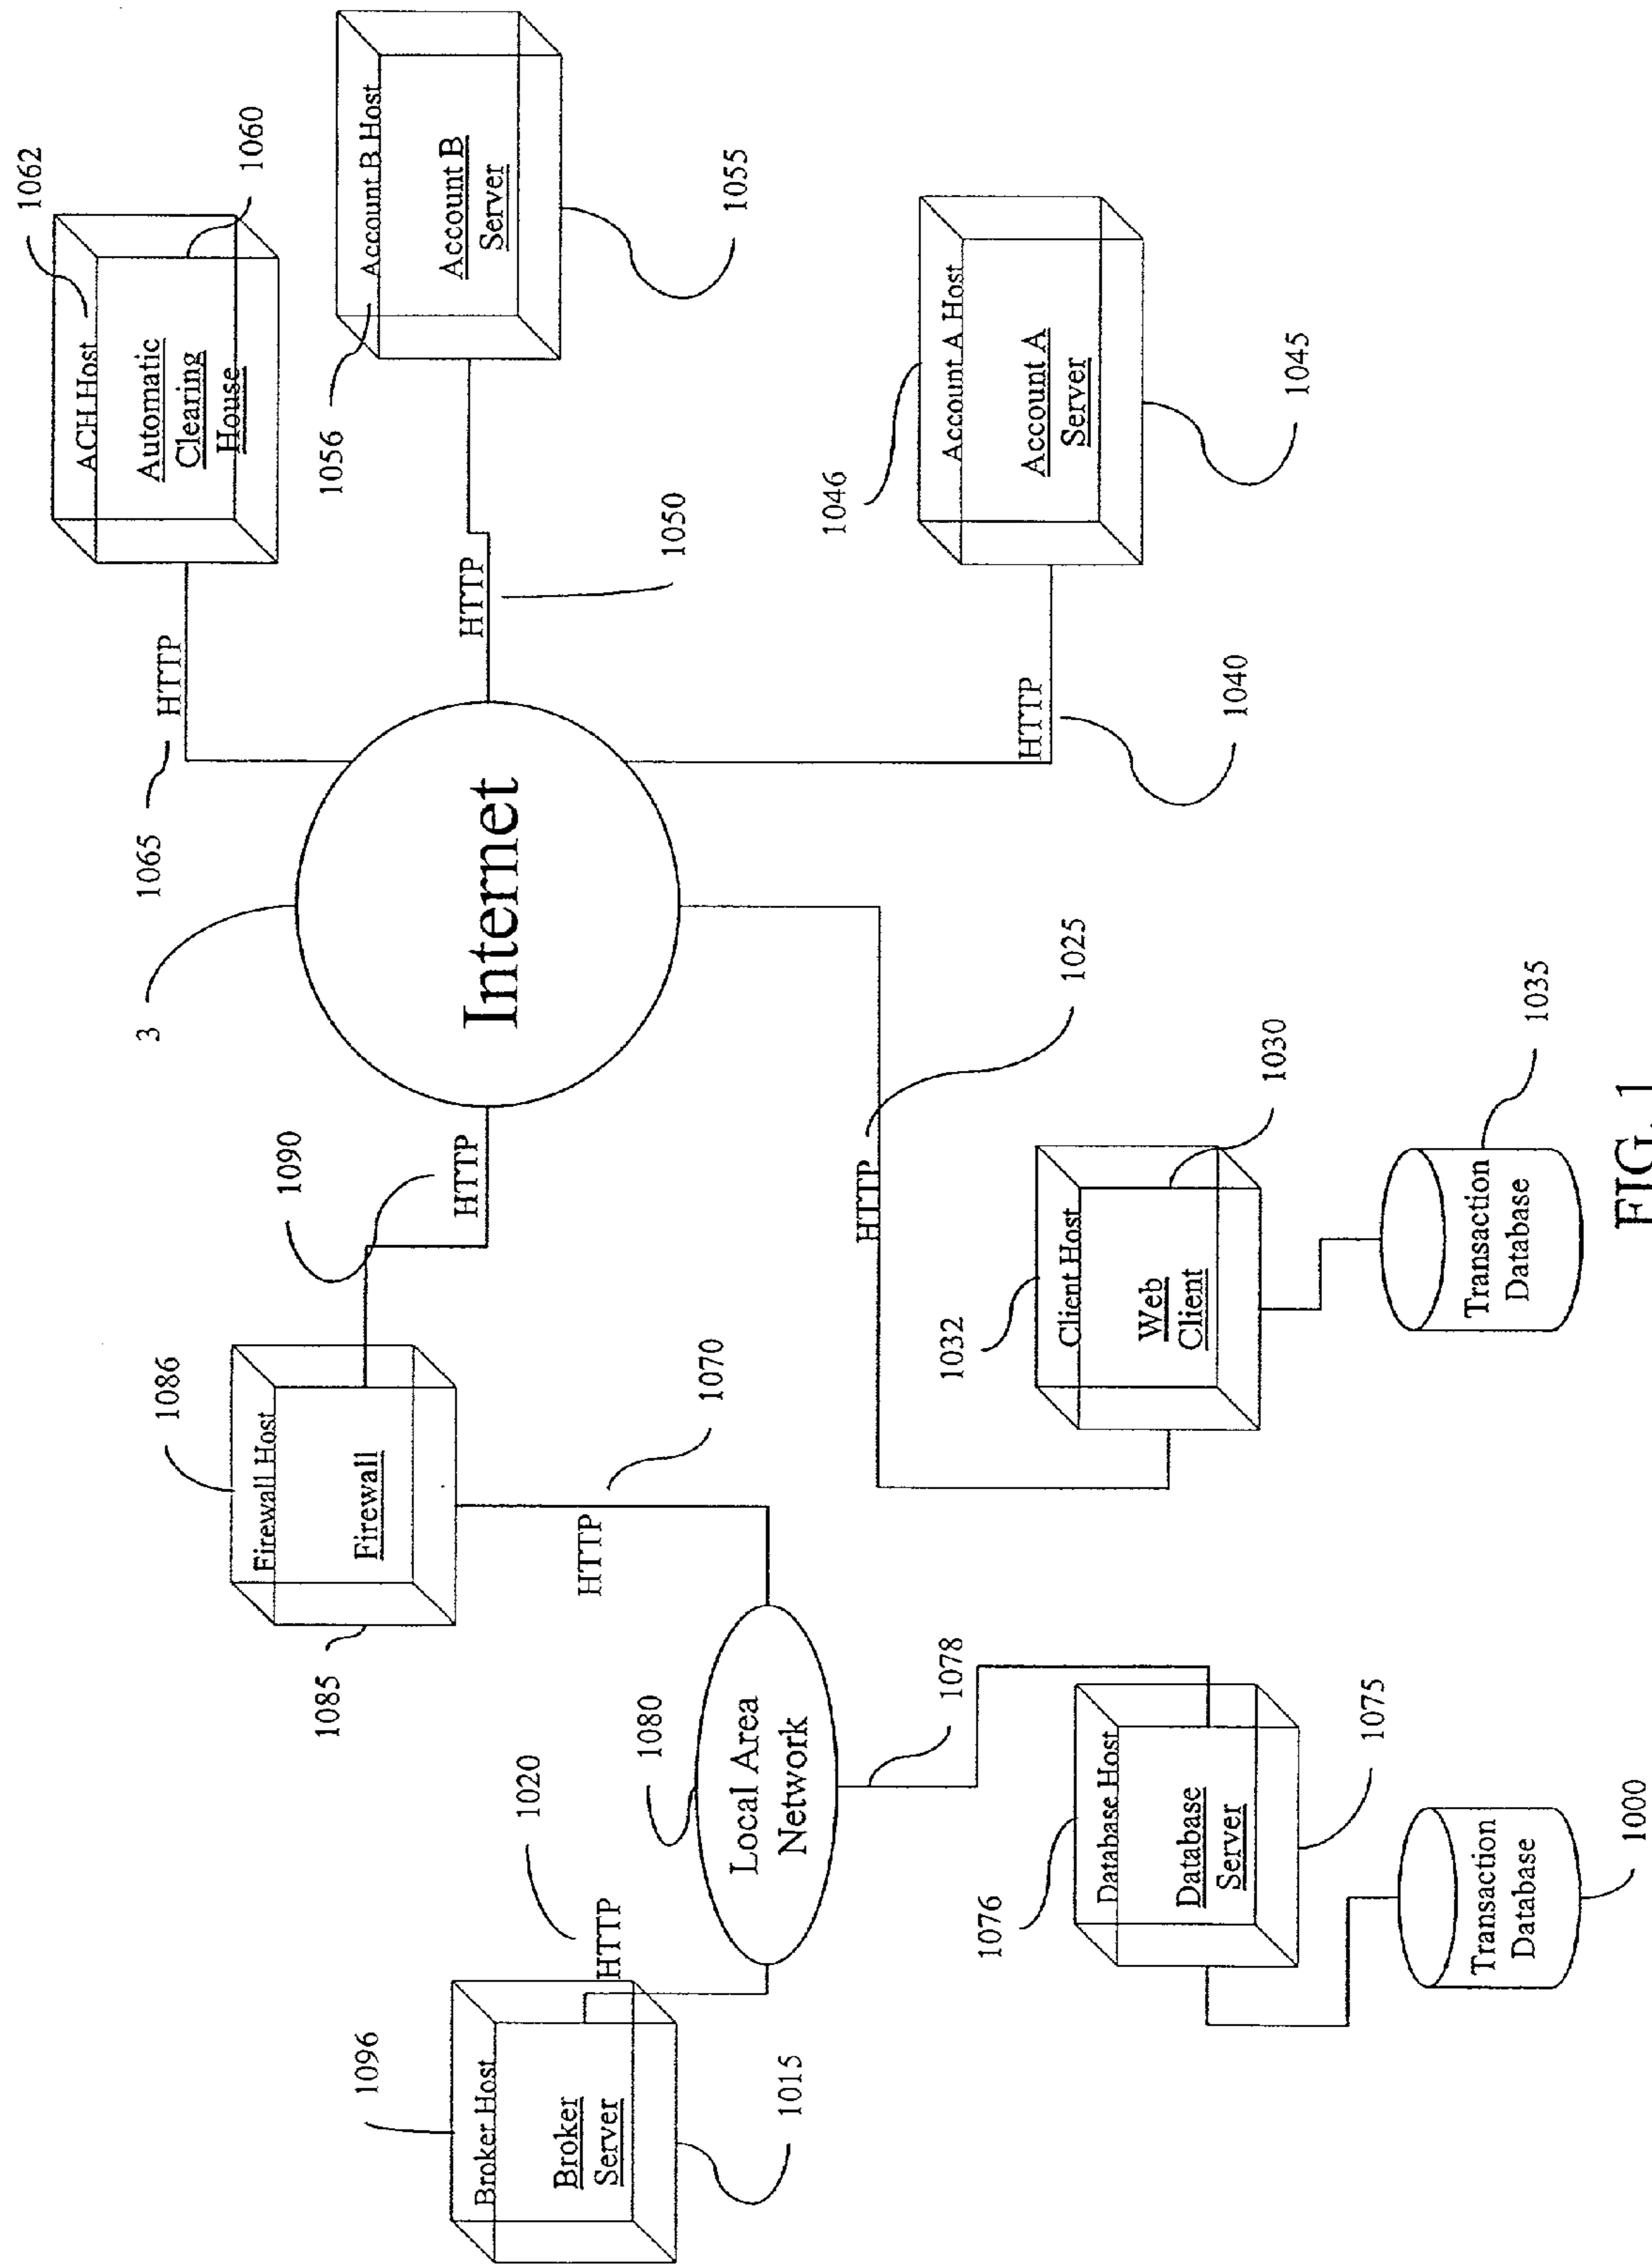 1062
ACH Host
Automatic
Clearing
House
1060
1065
HTTP
3
Internet
1056
Account B Host
Account B
Server
1055
HTTP
1050
1046
Account A Host
Account A
Server
1045
HTTP
1040
1090
HTTP
1086
Firewall Host
Firewall
1085
1070
HTTP
1025
HTTP
1032
Client Host
Web
Client
1030
Transaction
Database
1035
1080
Local Area
Network
1020
HTTP
1096
Broker Host
Broker
Server
1015
1078
1076
Database Host
Database
Server
1075
Transaction
Database
1000
FIG. 1